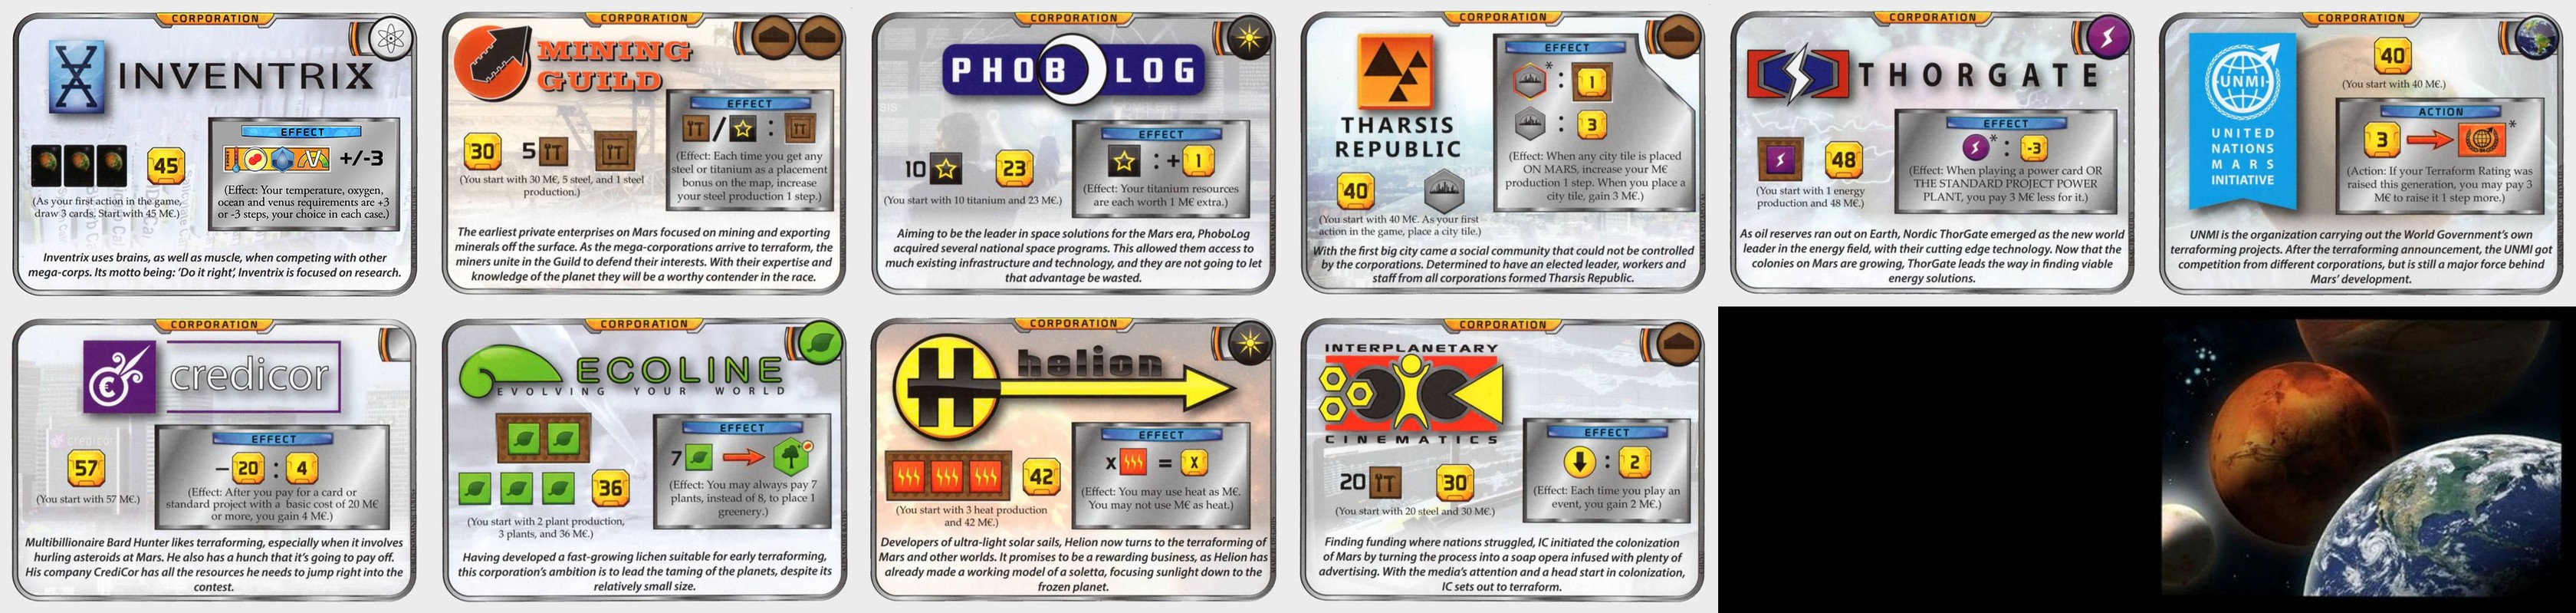 CORPORATION
INVENTRIX
45
(As your first action in the game,
draw 3 cards. Start with 45 M€.)
EFFECT
+/-3
(Effect: Your temperature, oxygen,
ocean and venus requirements are +3
or -3 steps, your choice in each case.)
Inventrix uses brains, as well as muscle, when competing with other
mega-corps. Its motto being: 'Do it right', Inventrix is focused on research.
CORPORATION
MINING
GUILD
30
5
(You start with 30 M€, 5 steel, and 1 steel
production.)
EFFECT
/ :
(Effect: Each time you get any
steel or titanium as a placement
bonus on the map, increase
your steel production 1 step.)
The earliest private enterprises on Mars focused on mining and exporting
minerals off the surface. As the mega-corporations arrive to terraform, the
miners unite in the Guild to defend their interests. With their expertise and
knowledge of the planet they will be a worthy contender in the race.
CORPORATION
PHOBOLOG
10
23
(You start with 10 titanium and 23 M€.)
EFFECT
: + 1
(Effect: Your titanium resources
are each worth 1 M€ extra.)
Aiming to be the leader in space solutions for the Mars era, PhoboLog
acquired several national space programs. This allowed them access to
much existing infrastructure and technology, and they are not going to let
that advantage be wasted.
CORPORATION
THARSIS
REPUBLIC
40
(You start with 40 M€. As your first
action in the game, place a city tile.)
EFFECT
* : 1
: 3
(Effect: When any city tile is placed
ON MARS, increase your M€
production 1 step. When you place a
city tile, gain 3 M€.)
With the first big city came a social community that could not be controlled
by the corporations. Determined to have an elected leader, workers and
staff from all corporations formed Tharsis Republic.
CORPORATION
THORGATE
48
(You start with 1 energy
production and 48 M€.)
EFFECT
* : -3
(Effect: When playing a power card OR
THE STANDARD PROJECT POWER
PLANT, you pay 3 M€ less for it.)
As oil reserves ran out on Earth, Nordic ThorGate emerged as the new world
leader in the energy field, with their cutting edge technology. Now that the
colonies on Mars are growing, ThorGate leads the way in finding viable
energy solutions.
CORPORATION
UNMI
UNITED
NATIONS
MARS
INITIATIVE
40
(You start with 40 M€.)
ACTION
3 *
(Action: If your Terraform Rating was
raised this generation, you may pay 3
M€ to raise it 1 step more.)
UNMI is the organization carrying out the World Government's own
terraforming projects. After the terraforming announcement, the UNMI got
competition from different corporations, but is still a major force behind
Mars' development.
CORPORATION
credicor
57
(You start with 57 M€.)
EFFECT
- 20 : 4
(Effect: After you pay for a card or
standard project with a basic cost of 20 M€
or more, you gain 4 M€.)
Multibillionaire Bard Hunter likes terraforming, especially when it involves
hurling asteroids at Mars. He also has a hunch that it's going to pay off.
His company CrediCor has all the resources he needs to jump right into the
contest.
CORPORATION
ECOLINE
EVOLVING YOUR WORLD
36
(You start with 2 plant production,
3 plants, and 36 M€.)
EFFECT
7
(Effect: You may always pay 7
plants, instead of 8, to place 1
greenery.)
Having developed a fast-growing lichen suitable for early terraforming,
this corporation's ambition is to lead the taming of the planets, despite its
relatively small size.
CORPORATION
H
helion
42
(You start with 3 heat production
and 42 M€.)
EFFECT
x = X
(Effect: You may use heat as M€.
You may not use M€ as heat.)
Developers of ultra-light solar sails, Helion now turns to the terraforming of
Mars and other worlds. It promises to be a rewarding business, as Helion has
already made a working model of a soletta, focusing sunlight down to the
frozen planet.
CORPORATION
INTERPLANETARY
CINEMATICS
20
30
(You start with 20 steel and 30 M€.)
EFFECT
: 2
(Effect: Each time you play an
event, you gain 2 M€.)
Finding funding where nations struggled, IC initiated the colonization
of Mars by turning the process into a soap opera infused with plenty of
advertising. With the media's attention and a head start in colonization,
IC sets out to terraform.